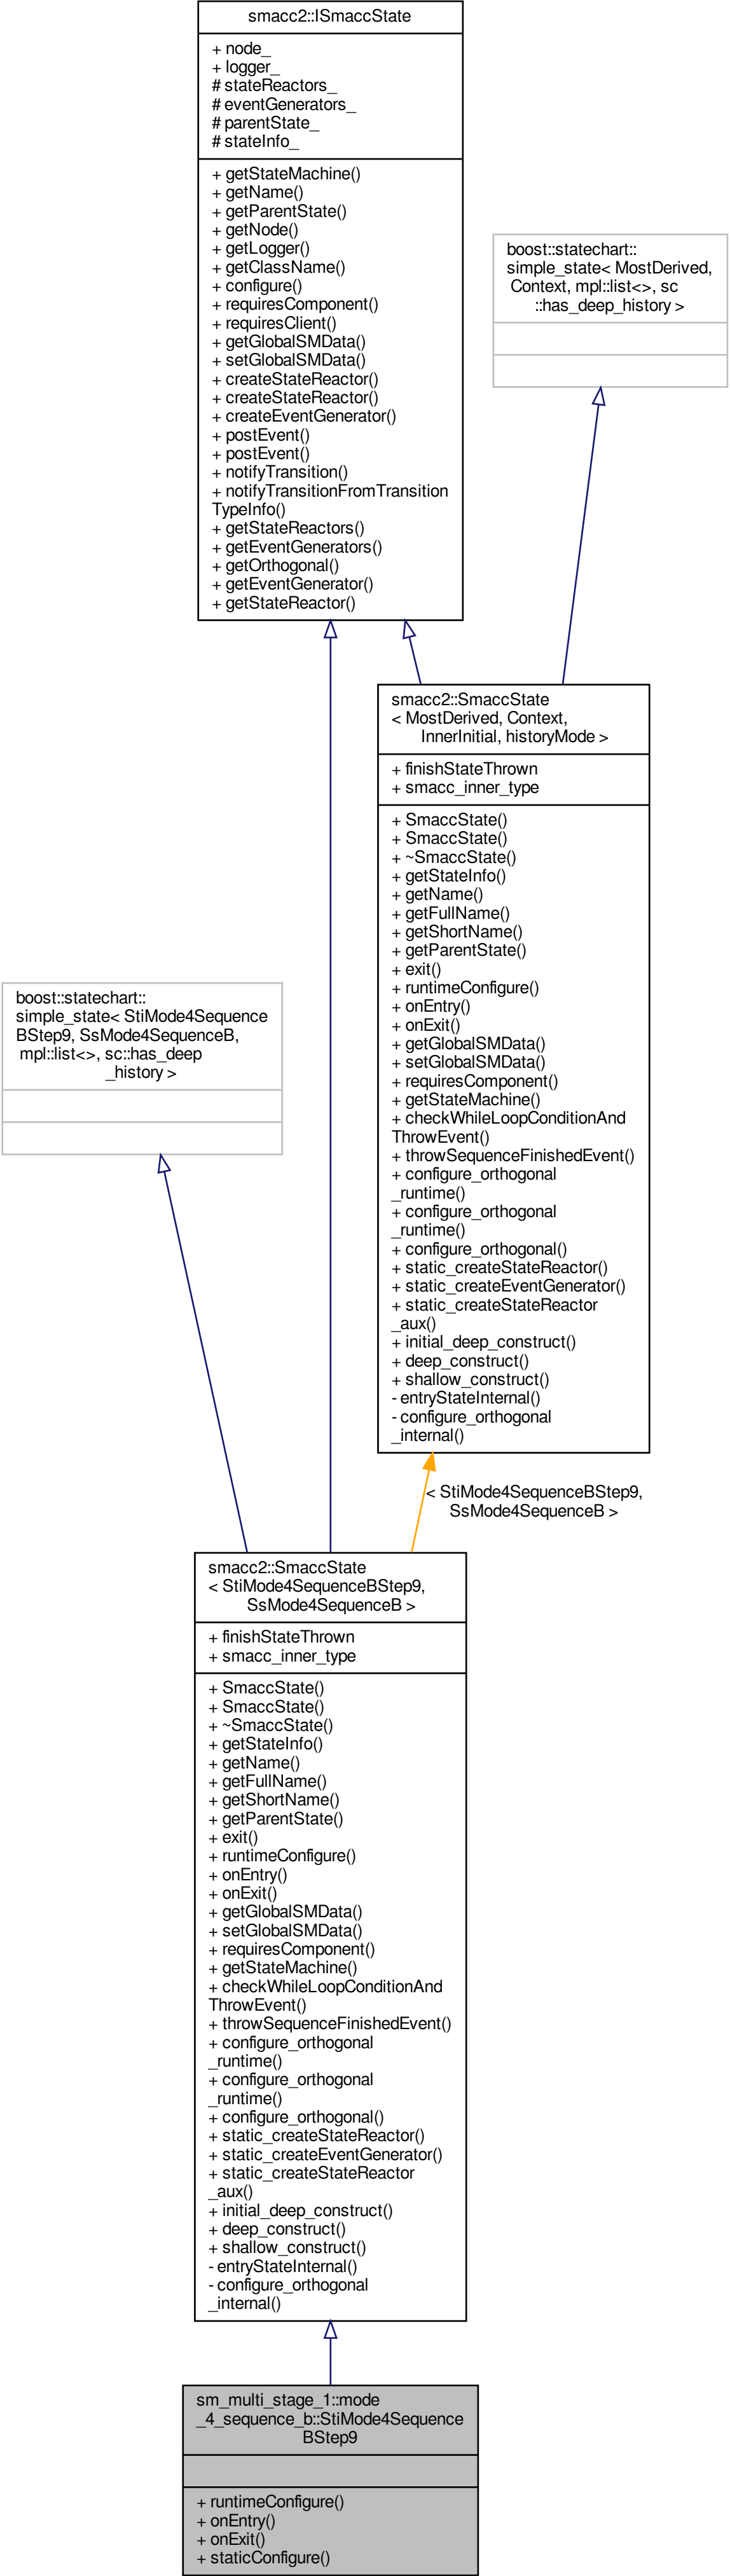 smacc2::ISmaccState
+ node_
+ logger_
# stateReactors_
# eventGenerators_
# parentState_
# stateInfo_
+ getStateMachine()
+ getName()
+ getParentState()
+ getNode()
+ getLogger()
+ getClassName()
+ configure()
+ requiresComponent()
+ requiresClient()
+ getGlobalSMData()
+ setGlobalSMData()
+ createStateReactor()
+ createStateReactor()
+ createEventGenerator()
+ postEvent()
+ postEvent()
+ notifyTransition()
+ notifyTransitionFromTransition
TypeInfo()
+ getStateReactors()
+ getEventGenerators()
+ getOrthogonal()
+ getEventGenerator()
+ getStateReactor()
boost::statechart::
simple_state< MostDerived,
Context, mpl::list<>, sc
::has_deep_history >
smacc2::SmaccState
< MostDerived, Context,
InnerInitial, historyMode >
+ finishStateThrown
+ smacc_inner_type
+ SmaccState()
+ SmaccState()
+ ~SmaccState()
+ getStateInfo()
+ getName()
+ getFullName()
+ getShortName()
+ getParentState()
+ exit()
+ runtimeConfigure()
+ onEntry()
+ onExit()
+ getGlobalSMData()
+ setGlobalSMData()
+ requiresComponent()
+ getStateMachine()
+ checkWhileLoopConditionAnd
ThrowEvent()
+ throwSequenceFinishedEvent()
+ configure_orthogonal
_runtime()
+ configure_orthogonal
_runtime()
+ configure_orthogonal()
+ static_createStateReactor()
+ static_createEventGenerator()
+ static_createStateReactor
_aux()
+ initial_deep_construct()
+ deep_construct()
+ shallow_construct()
- entryStateInternal()
- configure_orthogonal
_internal()
boost::statechart::
simple_state< StiMode4Sequence
BStep9, SsMode4SequenceB,
mpl::list<>, sc::has_deep
_history >
< StiMode4SequenceBStep9,
SsMode4SequenceB >
smacc2::SmaccState
< StiMode4SequenceBStep9,
SsMode4SequenceB >
+ finishStateThrown
+ smacc_inner_type
+ SmaccState()
+ SmaccState()
+ ~SmaccState()
+ getStateInfo()
+ getName()
+ getFullName()
+ getShortName()
+ getParentState()
+ exit()
+ runtimeConfigure()
+ onEntry()
+ onExit()
+ getGlobalSMData()
+ setGlobalSMData()
+ requiresComponent()
+ getStateMachine()
+ checkWhileLoopConditionAnd
ThrowEvent()
+ throwSequenceFinishedEvent()
+ configure_orthogonal
_runtime()
+ configure_orthogonal
_runtime()
+ configure_orthogonal()
+ static_createStateReactor()
+ static_createEventGenerator()
+ static_createStateReactor
_aux()
+ initial_deep_construct()
+ deep_construct()
+ shallow_construct()
- entryStateInternal()
- configure_orthogonal
_internal()
sm_multi_stage_1::mode
_4_sequence_b::StiMode4Sequence
BStep9
+ runtimeConfigure()
+ onEntry()
+ onExit()
+ staticConfigure()